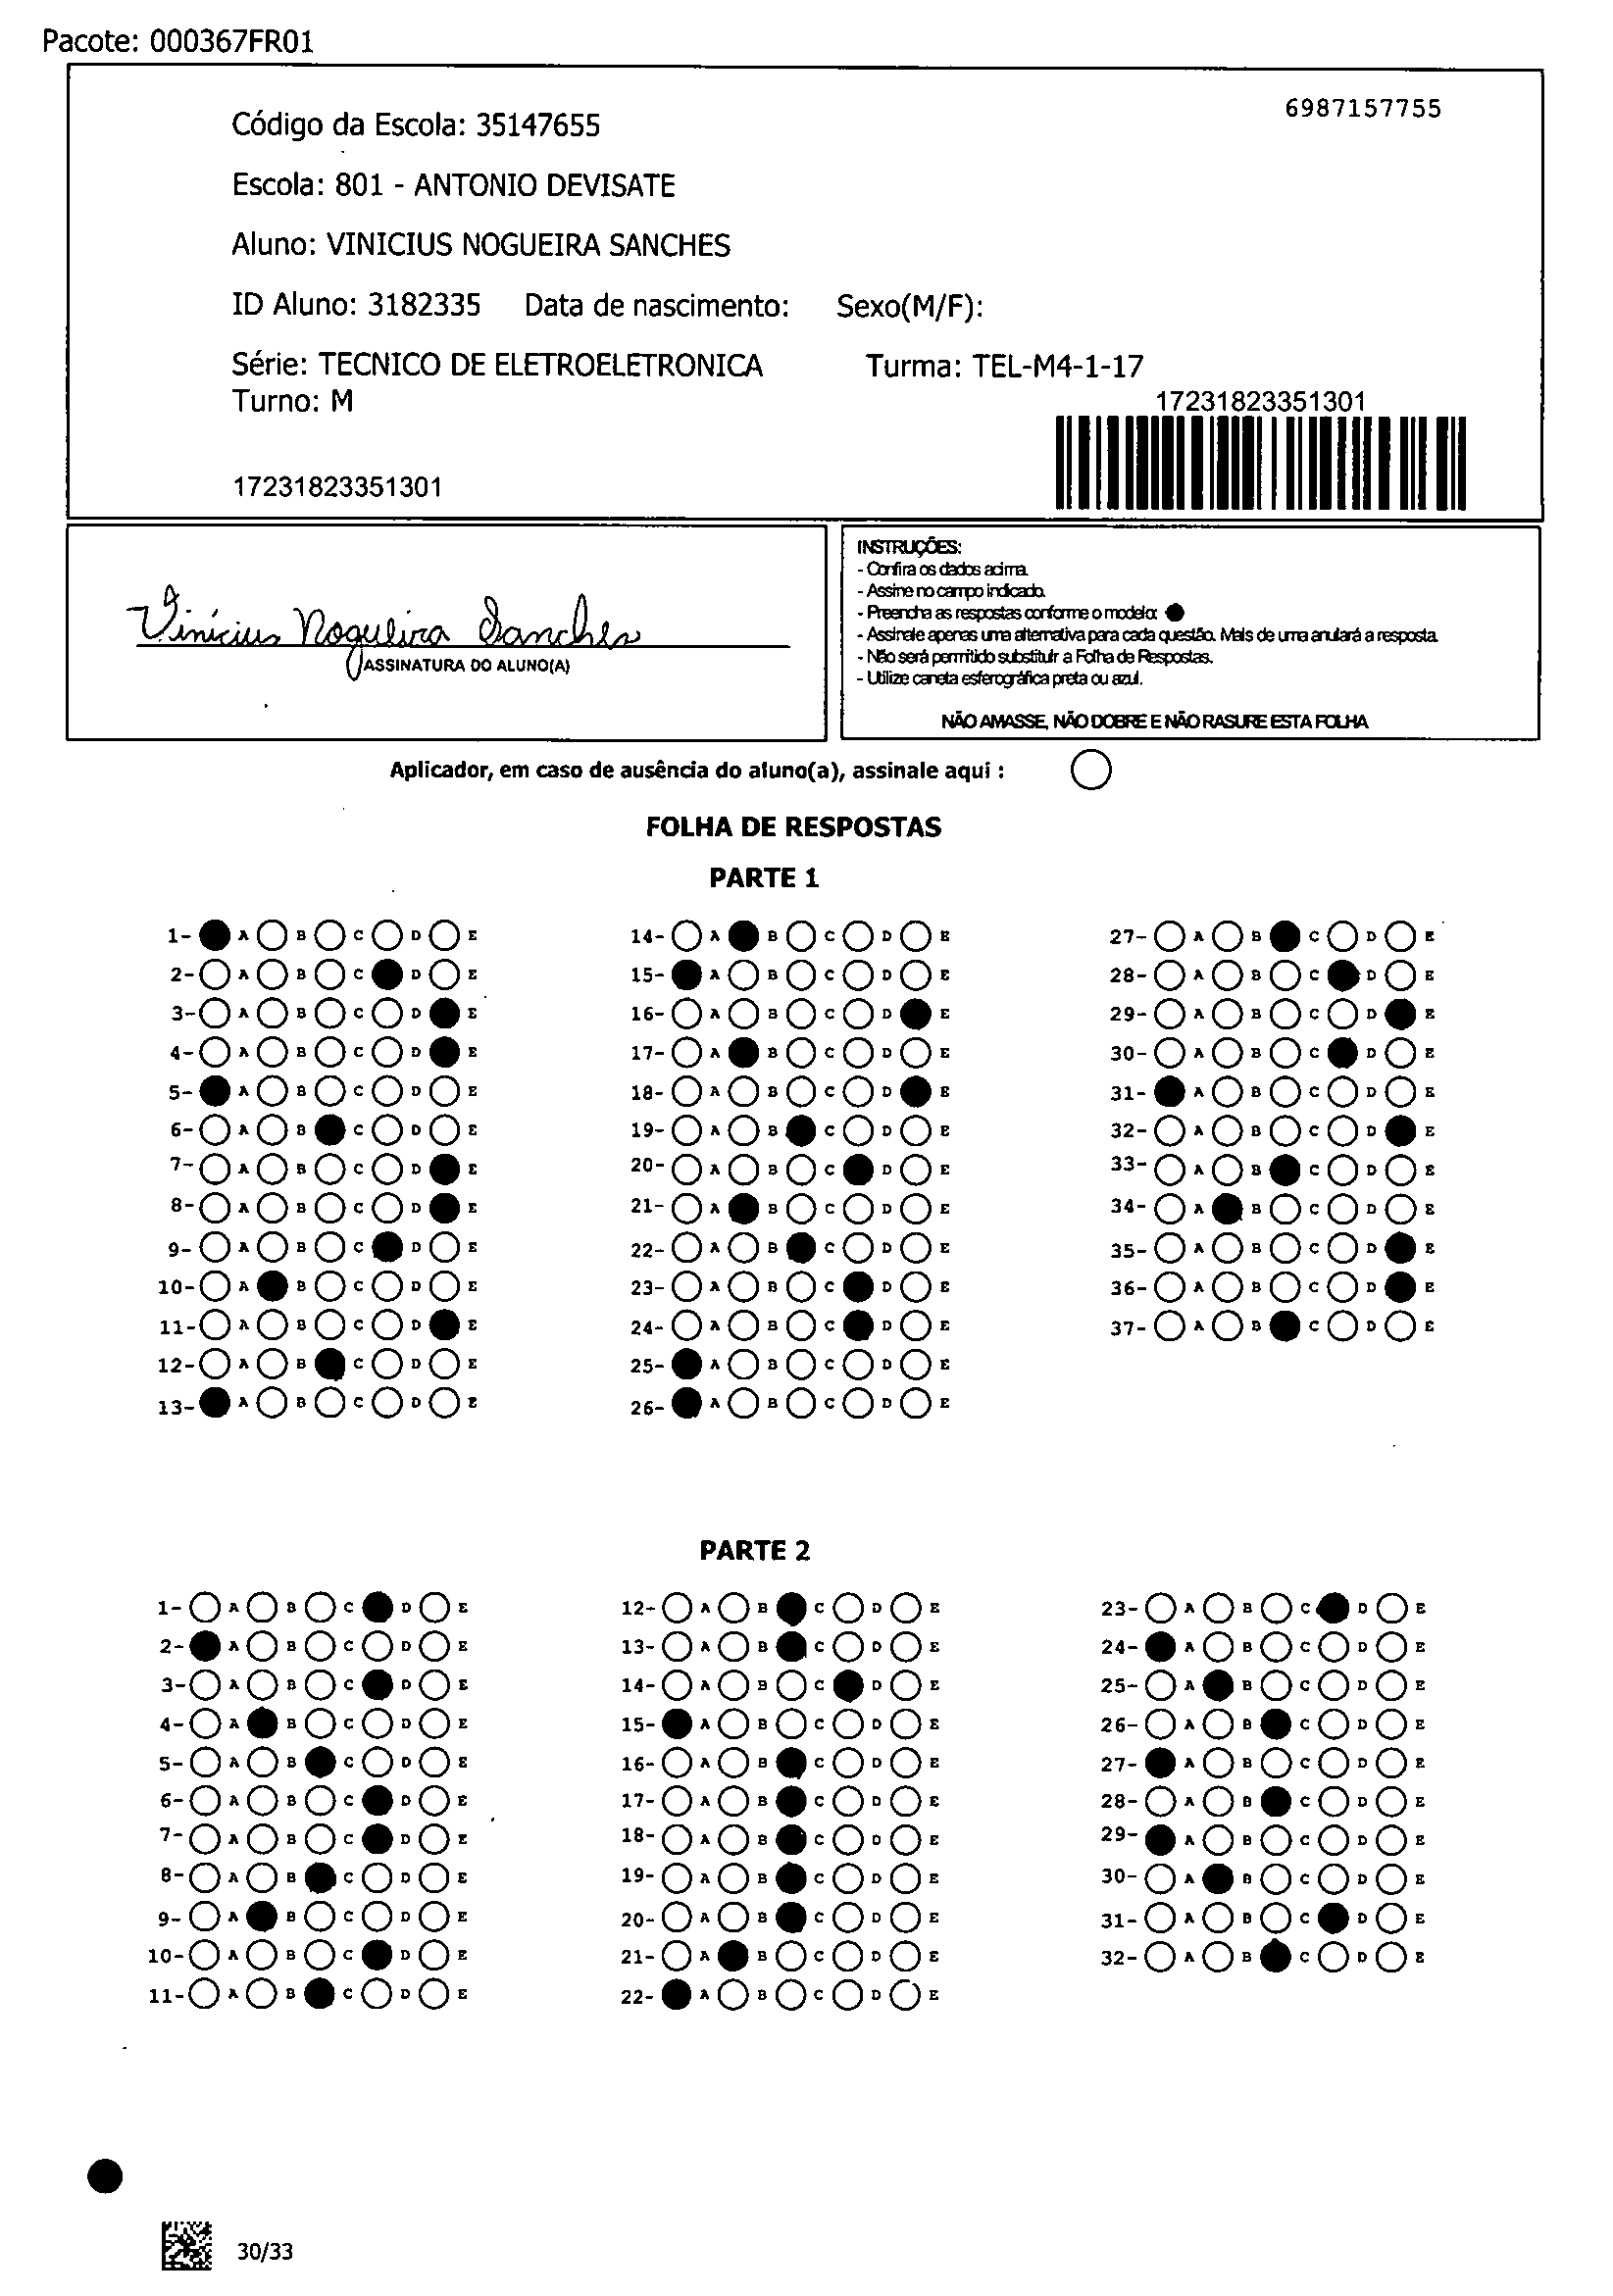 Pacote: 000367FR01
6987157755
Código da Escola: 35147655
Escola: 801 - ANTONIO DEVISATE
Aluno: VINICIUS NOGUEIRA SANCHES
ID Aluno: 3182335 Data de nascimento: Sexo(M/F):
Série: TECNICO DE ELETROELETRONICA Turma: TEL-M4-1-17
Turno: M
17231823351301
17231823351301
Vinícius Nogueira Sanches
ASSINATURA DO ALUNO(A)
INSTRUÇÕES:
- Confira os dados acima.
- Assine no campo indicado.
- Preencha as respostas conforme o modelo:
- Assinale apenas uma alternativa para cada questão. Mais de uma anulará a resposta.
- Não será permitido substituir a Folha de Respostas.
- Utilize caneta esferográfica preta ou azul.
NÃO AMASSE, NÃO DOBRE E NÃO RASURE ESTA FOLHA
Aplicador, em caso de ausência do aluno(a), assinale aqui :
FOLHA DE RESPOSTAS
PARTE 1
1- A B C D E 14- A B C D E 27- A B C D E
2- A B C D E 15- A B C D E 28- A B C D E
3- A B C D E 16- A B C D E 29- A B C D E
4- A B C D E 17- A B C D E 30- A B C D E
5- A B C D E 18- A B C D E 31- A B C D E
6- A B C D E 19- A B C D E 32- A B C D E
7- A B C D E 20- A B C D E 33- A B C D E
8- A B C D E 21- A B C D E 34- A B C D E
9- A B C D E 22- A B C D E 35- A B C D E
10- A B C D E 23- A B C D E 36- A B C D E
11- A B C D E 24- A B C D E 37- A B C D E
12- A B C D E 25- A B C D E
13- A B C D E 26- A B C D E
PARTE 2
1- A B C D E 12- A B C D E 23- A B C D E
2- A B C D E 13- A B C D E 24- A B C D E
3- A B C D E 14- A B C D E 25- A B C D E
4- A B C D E 15- A B C D E 26- A B C D E
5- A B C D E 16- A B C D E 27- A B C D E
6- A B C D E 17- A B C D E 28- A B C D E
7- A B C D E 18- A B C D E 29- A B C D E
8- A B C D E 19- A B C D E 30- A B C D E
9- A B C D E 20- A B C D E 31- A B C D E
10- A B C D E 21- A B C D E 32- A B C D E
11- A B C D E 22- A B C D E
30/33